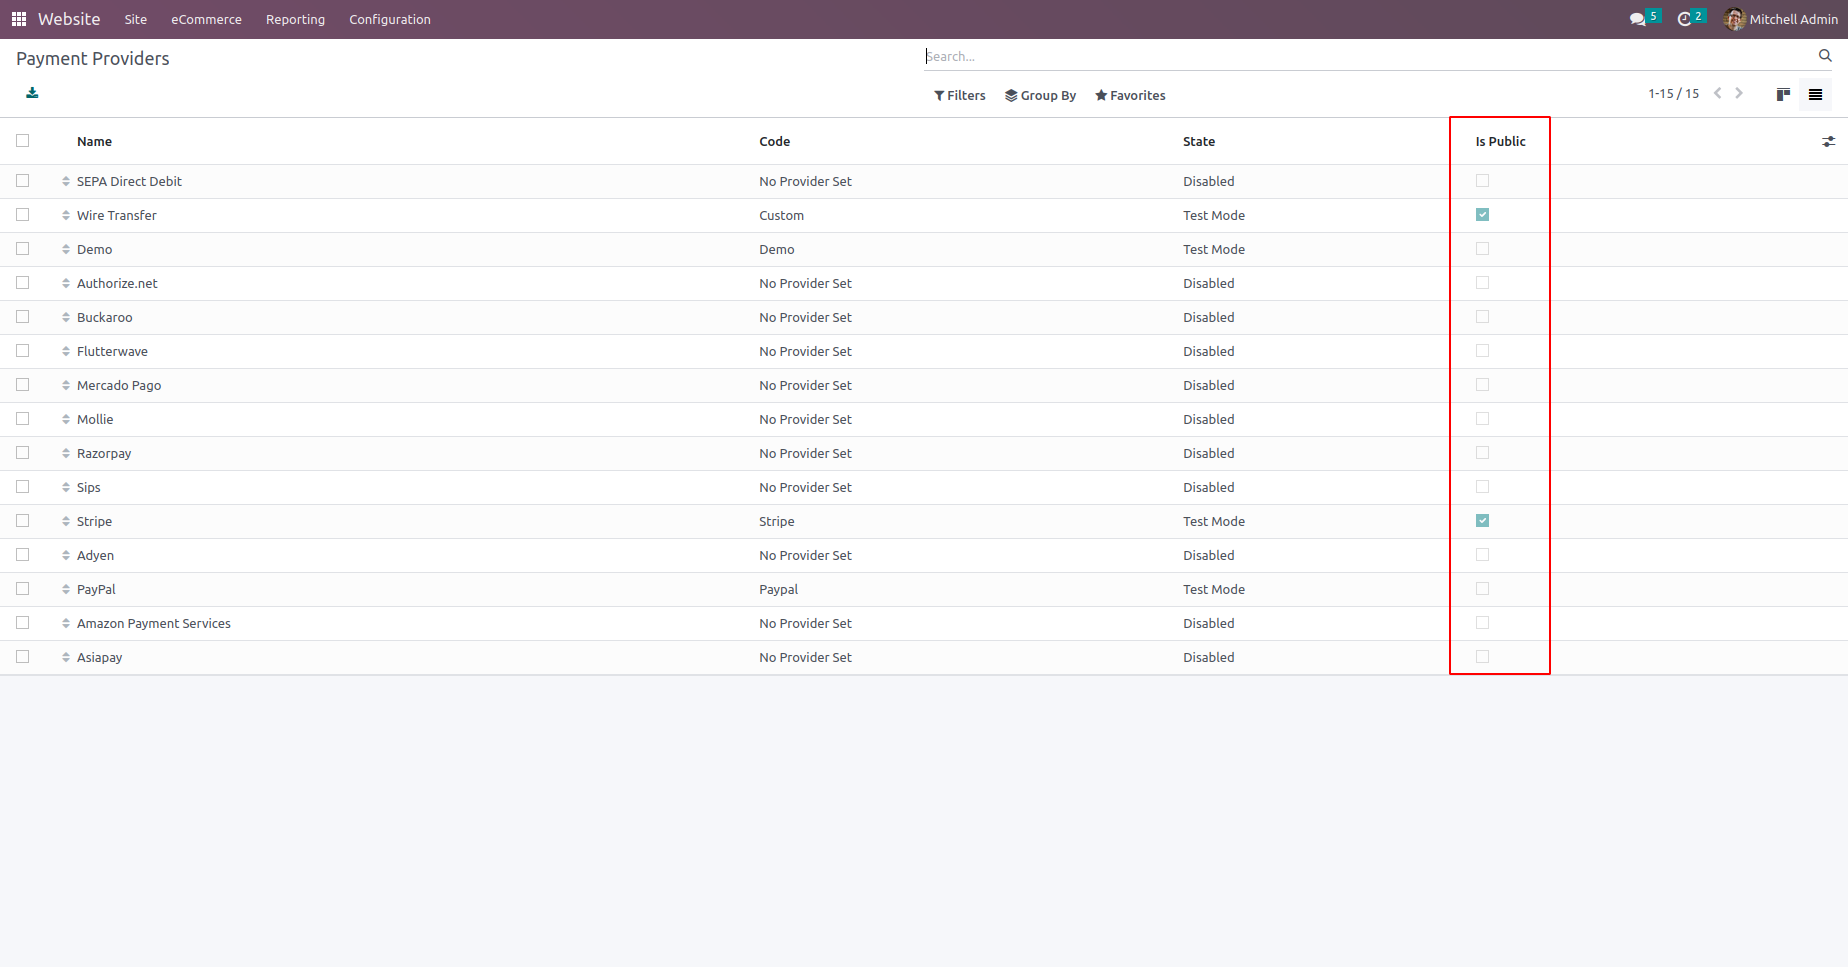 Website Site eCommerce Reporting Configuration 5 2 Mitchell Admin
Payment Providers Search...
Filters Group By Favorites 1-15 / 15
Name Code State Is Public
SEPA Direct Debit No Provider Set Disabled
Wire Transfer Custom Test Mode
Demo Demo Test Mode
Authorize.net No Provider Set Disabled
Buckaroo No Provider Set Disabled
Flutterwave No Provider Set Disabled
Mercado Pago No Provider Set Disabled
Mollie No Provider Set Disabled
Razorpay No Provider Set Disabled
Sips No Provider Set Disabled
Stripe Stripe Test Mode
Adyen No Provider Set Disabled
PayPal Paypal Test Mode
Amazon Payment Services No Provider Set Disabled
Asiapay No Provider Set Disabled